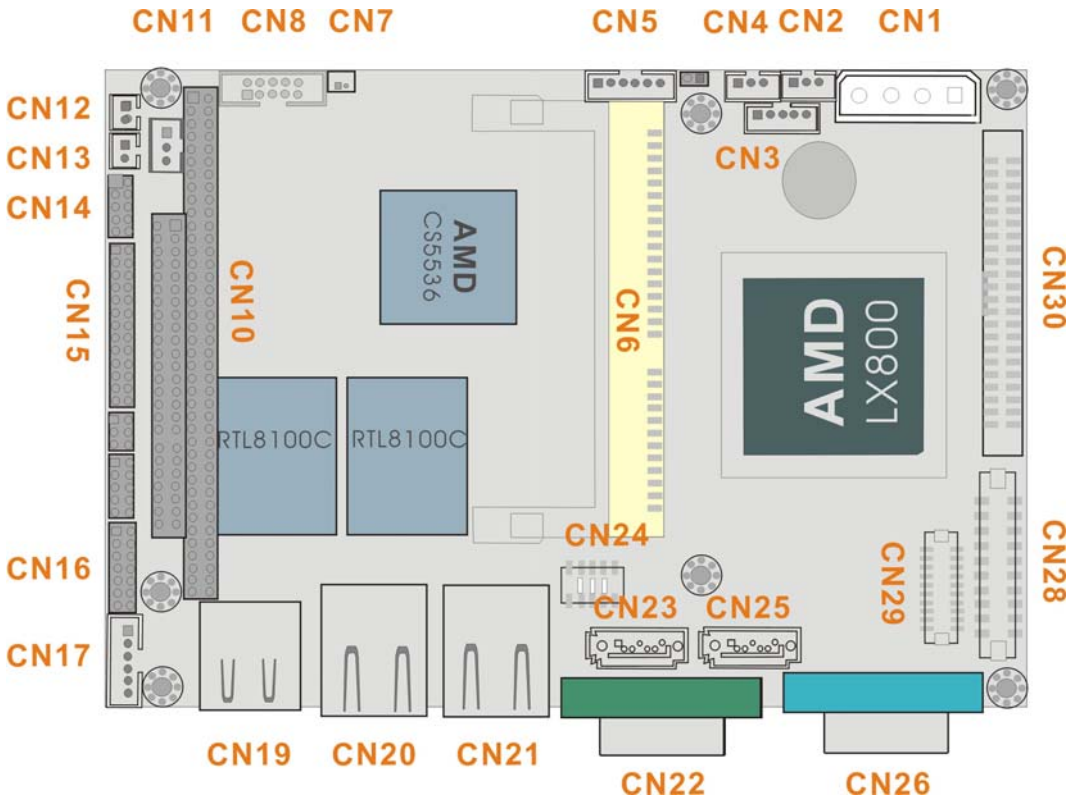 CN11 CN8 CN7 CN5 CN4 CN2 CN1
CN12
CN13
CN3
CN14
AMD
CS5536
CN15
CN10
CN6
CN30
AMD
LX800
RTL8100C
RTL8100C
CN24
CN16
CN29
CN28
CN23
CN25
CN17
CN19
CN20
CN21
CN22
CN26